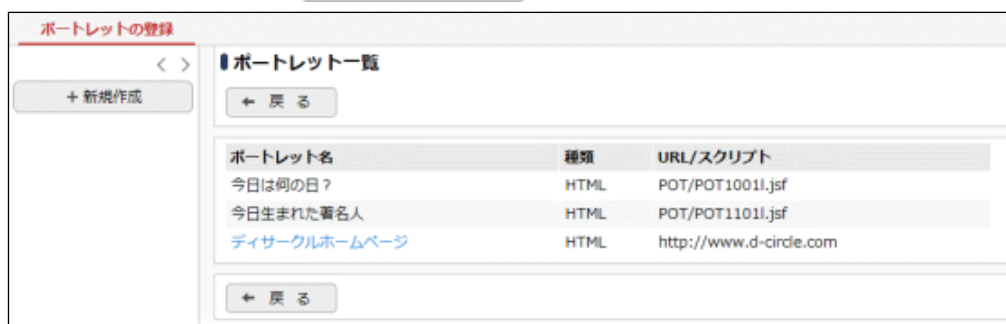 ポートレットの登録
< >
+ 新規作成
ポートレット一覧
← 戻 る
ポートレット名 種類 URL/スクリプト
今日は何の日? HTML POT/POT1001l.jsf
今日生まれた著名人 HTML POT/POT1101l.jsf
ディサークルホームページ HTML http://www.d-circle.com
← 戻 る